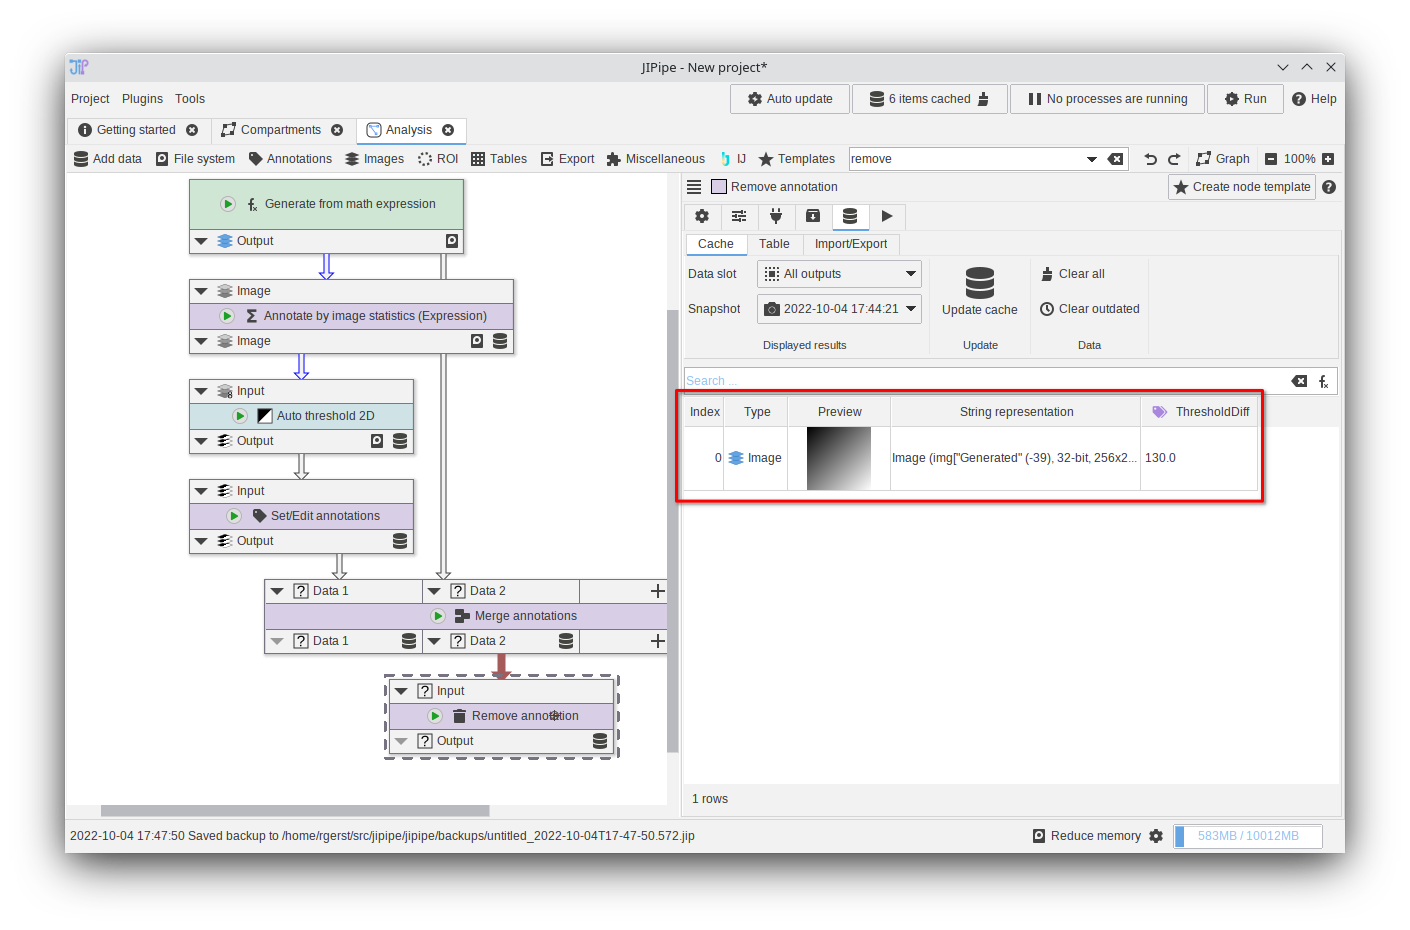 JIPipe - New project*
Project Plugins Tools
Auto update
6 items cached
No processes are running
Run
Help
Getting started
Compartments
Analysis
Add data
File system
Annotations
Images
ROI
Tables
Export
Miscellaneous
IJ
Templates
remove
Graph
100%
Generate from math expression
Output
Image
Annotate by image statistics (Expression)
Image
Input
Auto threshold 2D
Output
Input
Set/Edit annotations
Output
Data 1
Data 2
Merge annotations
Data 1
Data 2
Input
Remove annotation
Output
Remove annotation
Create node template
Cache Table Import/Export
Data slot All outputs
Snapshot 2022-10-04 17:44:21
Displayed results
Update cache
Update
Clear all
Clear outdated
Data
Search ...
Index Type Preview String representation ThresholdDiff
0 Image Image (img["Generated" (-39), 32-bit, 256x2... 130.0
1 rows
2022-10-04 17:47:50 Saved backup to /home/rgerst/src/jipipe/jipipe/backups/untitled_2022-10-04T17-47-50.572.jip
Reduce memory
583MB / 10012MB